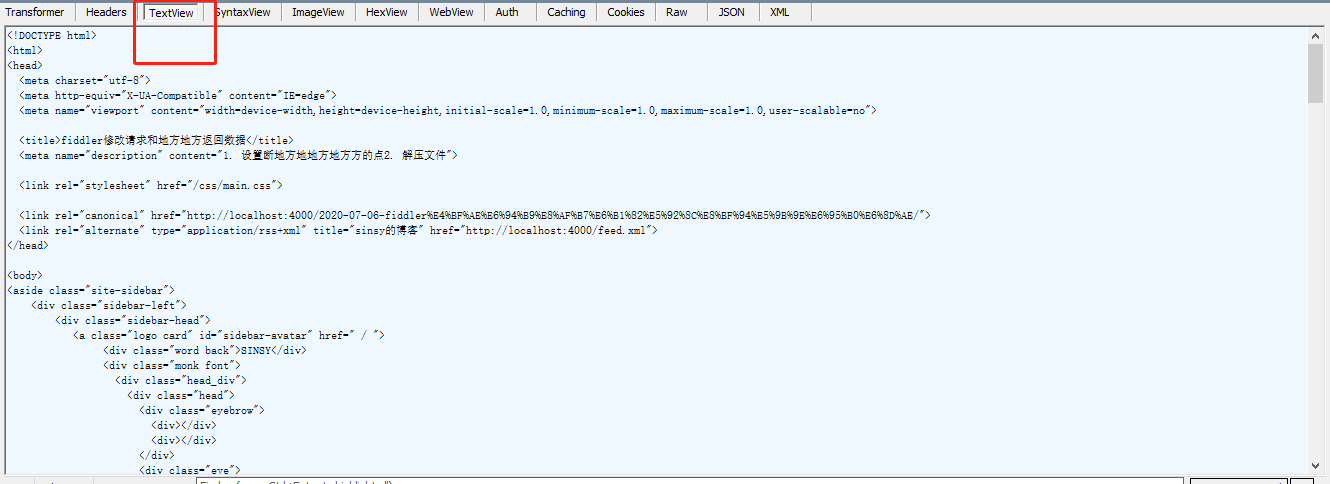 Transformer Headers TextView SyntaxView ImageView HexView WebView Auth Caching Cookies Raw JSON XML
<!DOCTYPE html>
<html>
<head>
<meta charset="utf-8">
<meta http-equiv="X-UA-Compatible" content="IE=edge">
<meta name="viewport" content="width=device-width,height=device-height,initial-scale=1.0,minimum-scale=1.0,maximum-scale=1.0,user-scalable=no">
<title>fiddler修改请求和地方地方返回数据</title>
<meta name="description" content="1. 设置断地方地地方地方方的点2. 解压文件">
<link rel="stylesheet" href="/css/main.css">
<link rel="canonical" href="http://localhost:4000/2020-07-06-fiddler%E4%BF%AE%E6%94%B9%E8%AF%B7%E6%B1%82%E5%92%8C%E8%BF%94%E5%9B%9E%E6%95%B0%E6%8D%AE/">
<link rel="alternate" type="application/rss+xml" title="sinsy的博客" href="http://localhost:4000/feed.xml">
</head>
<body>
<aside class="site-sidebar">
<div class="sidebar-left">
<div class="sidebar-head">
<a class="logo card" id="sidebar-avatar" href=" / ">
<div class="word back">SINSY</div>
<div class="monk font">
<div class="head_div">
<div class="head">
<div class="eyebrow">
<div></div>
<div></div>
</div>
<div class="eye">